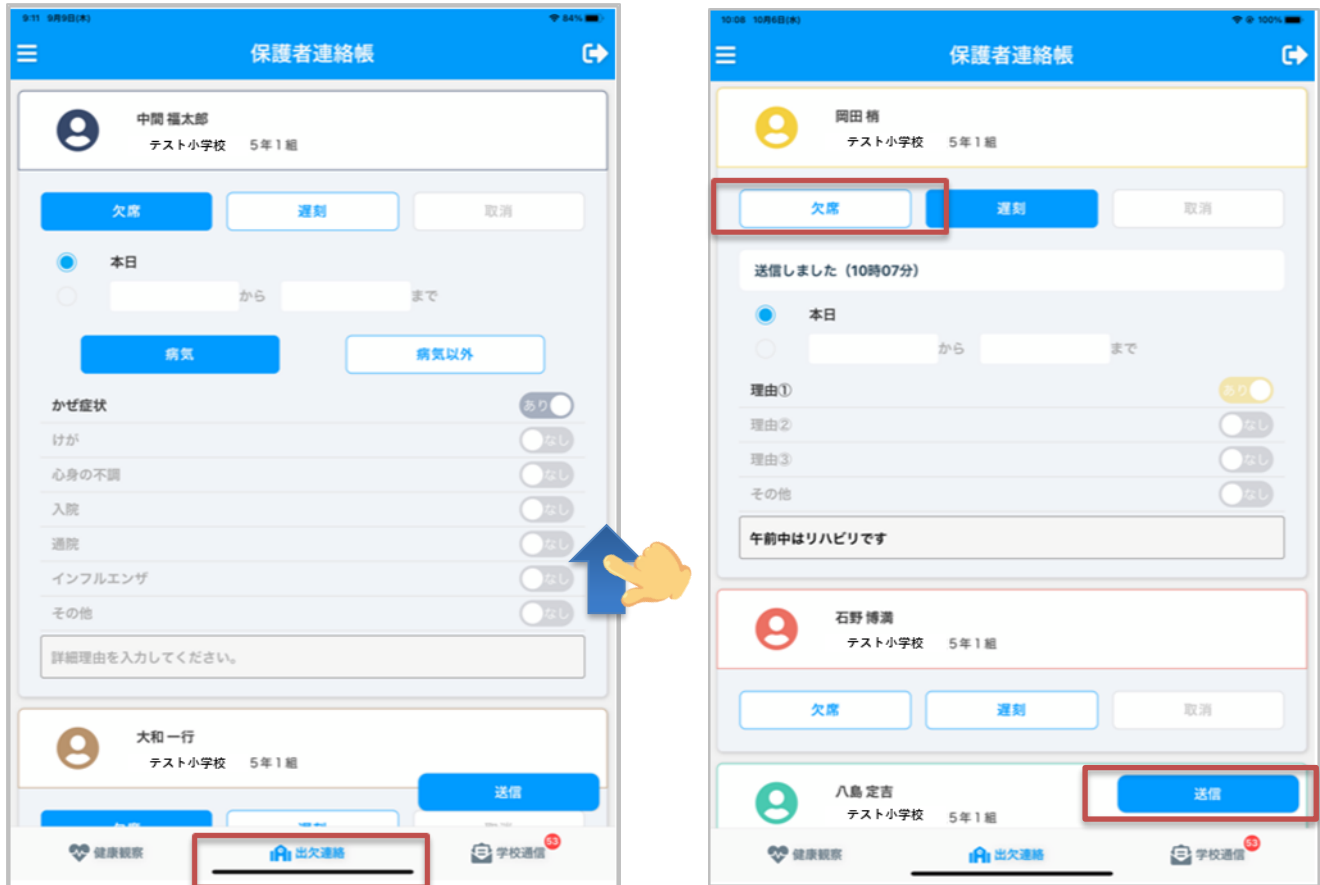 9:11 9月9日(木)
84%
保護者連絡帳
中間 福太郎
テスト小学校 5年1組
欠席 遅刻 取消
本日
から まで
病気 病気以外
かぜ症状 あり
けが なし
心身の不調 なし
入院 なし
通院 なし
インフルエンザ なし
その他 なし
詳細理由を入力してください。
大和 一行
テスト小学校 5年1組
送信
健康観察 出欠連絡 学校通信 53
10:08 10月6日(水)
100%
保護者連絡帳
岡田 梢
テスト小学校 5年1組
欠席 遅刻 取消
送信しました（10時07分）
本日
から まで
理由① あり
理由② なし
理由③ なし
その他 なし
午前中はリハビリです
石野 博満
テスト小学校 5年1組
欠席 遅刻 取消
八島 定吉
テスト小学校 5年1組
送信
健康観察 出欠連絡 学校通信 53